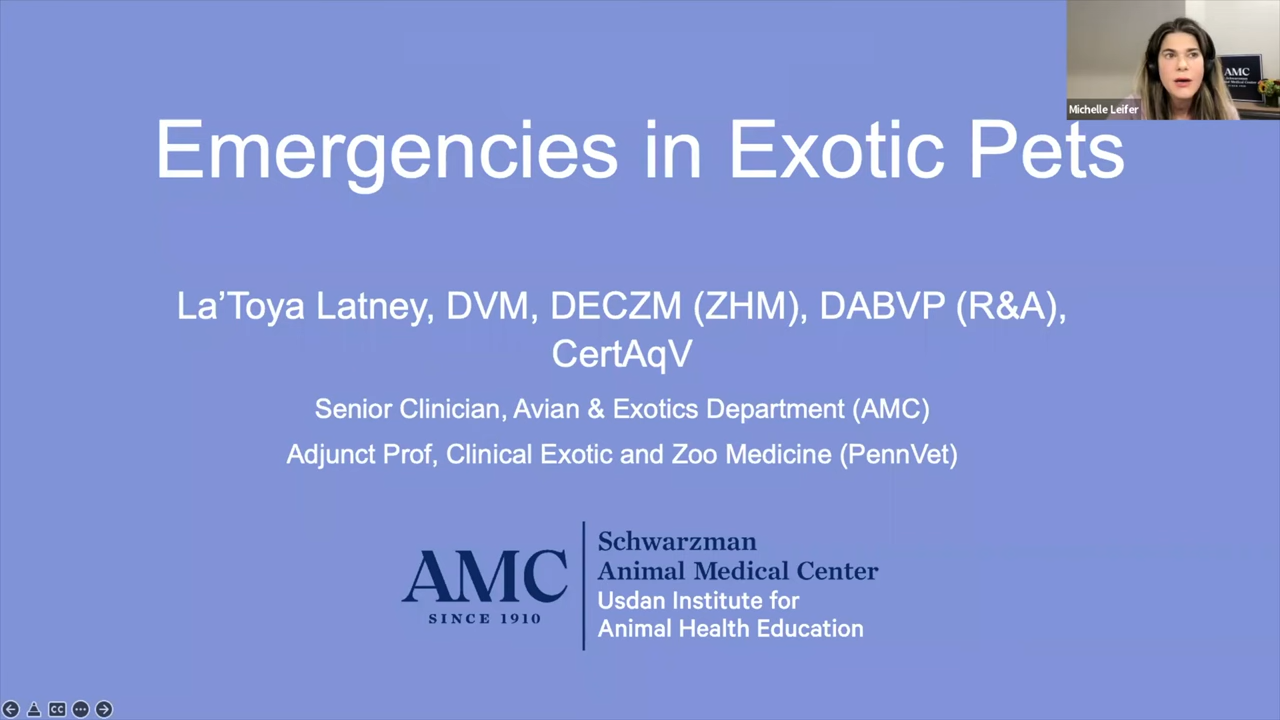 Emergencies in Exotic Pets
La'Toya Latney, DVM, DECZM (ZHM), DABVP (R&A),
CertAqV
Senior Clinician, Avian & Exotics Department (AMC)
Adjunct Prof, Clinical Exotic and Zoo Medicine (PennVet)
AMC
SINCE 1910
Schwarzman
Animal Medical Center
Usdan Institute for
Animal Health Education
Michelle Leifer
AMC
CC